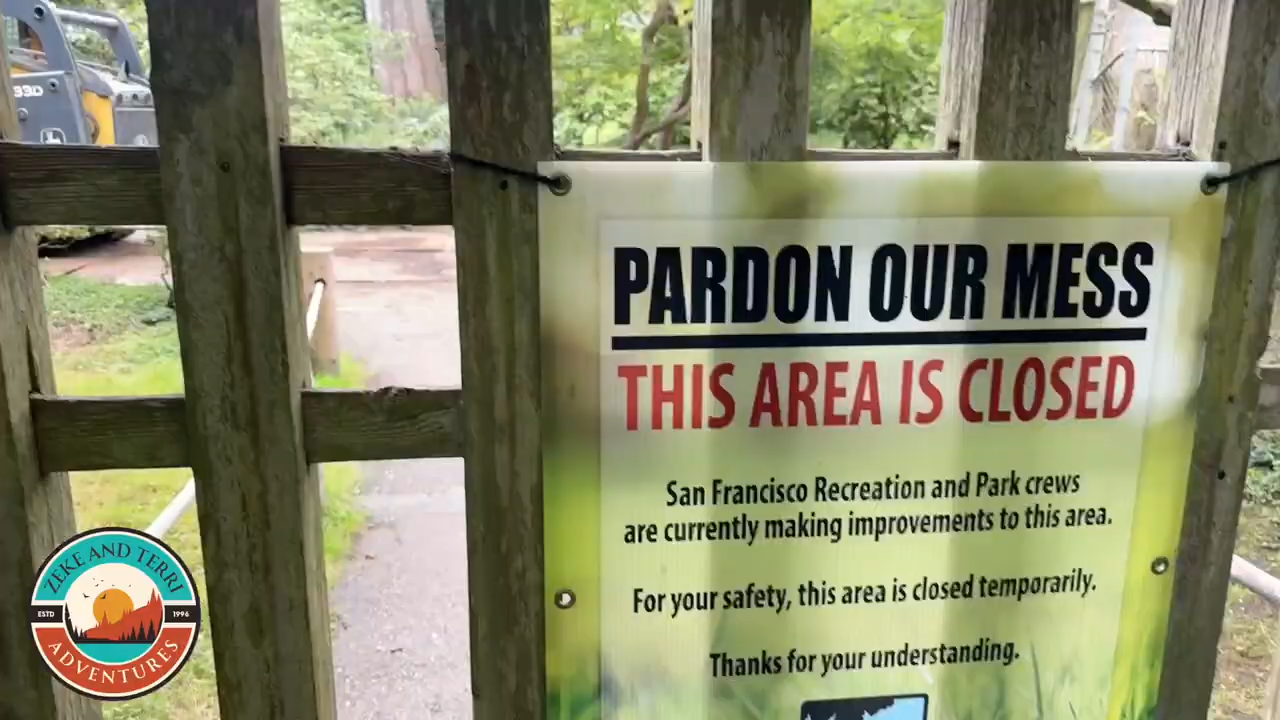 33D
PARDON OUR MESS
THIS AREA IS CLOSED
San Francisco Recreation and Park crews
are currently making improvements to this area.
For your safety, this area is closed temporarily.
Thanks for your understanding.
ZEKE AND TERRI
ESTD 1996
ADVENTURES